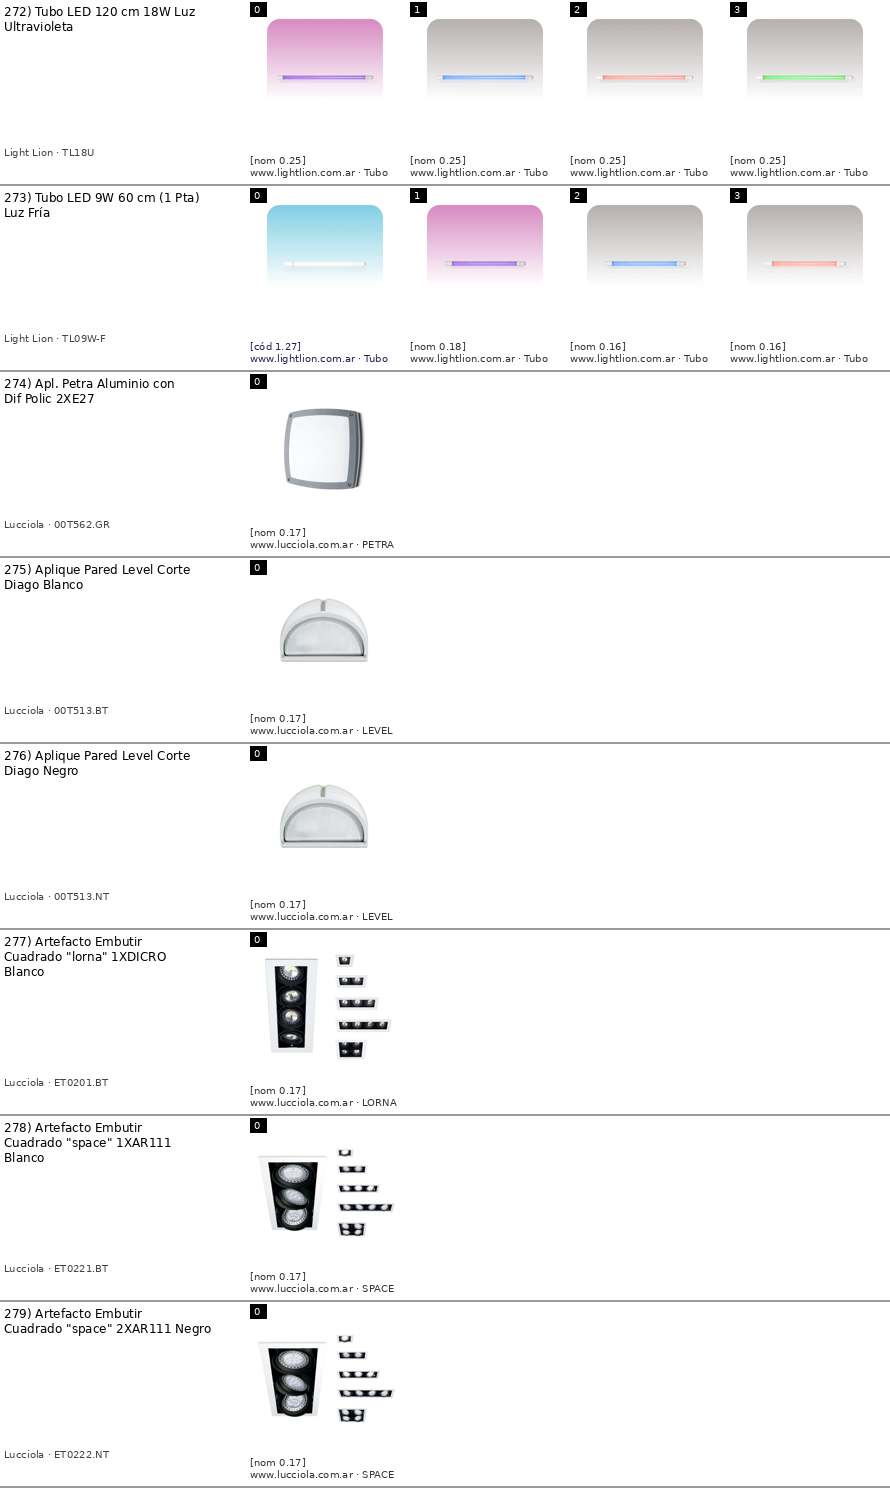 272) Tubo LED 120 cm 18W Luz
Ultravioleta
Light Lion · TL18U
0
1
2
3
[nom 0.25]
www.lightlion.com.ar · Tubo
[nom 0.25]
www.lightlion.com.ar · Tubo
[nom 0.25]
www.lightlion.com.ar · Tubo
[nom 0.25]
www.lightlion.com.ar · Tubo
273) Tubo LED 9W 60 cm (1 Pta)
Luz Fría
Light Lion · TL09W-F
0
1
2
3
[cód 1.27]
www.lightlion.com.ar · Tubo
[nom 0.18]
www.lightlion.com.ar · Tubo
[nom 0.16]
www.lightlion.com.ar · Tubo
[nom 0.16]
www.lightlion.com.ar · Tubo
274) Apl. Petra Aluminio con
Dif Polic 2XE27
Lucciola · 00T562.GR
0
[nom 0.17]
www.lucciola.com.ar · PETRA
275) Aplique Pared Level Corte
Diago Blanco
Lucciola · 00T513.BT
0
[nom 0.17]
www.lucciola.com.ar · LEVEL
276) Aplique Pared Level Corte
Diago Negro
Lucciola · 00T513.NT
0
[nom 0.17]
www.lucciola.com.ar · LEVEL
277) Artefacto Embutir
Cuadrado "lorna" 1XDICRO
Blanco
Lucciola · ET0201.BT
0
[nom 0.17]
www.lucciola.com.ar · LORNA
278) Artefacto Embutir
Cuadrado "space" 1XAR111
Blanco
Lucciola · ET0221.BT
0
[nom 0.17]
www.lucciola.com.ar · SPACE
279) Artefacto Embutir
Cuadrado "space" 2XAR111 Negro
Lucciola · ET0222.NT
0
[nom 0.17]
www.lucciola.com.ar · SPACE